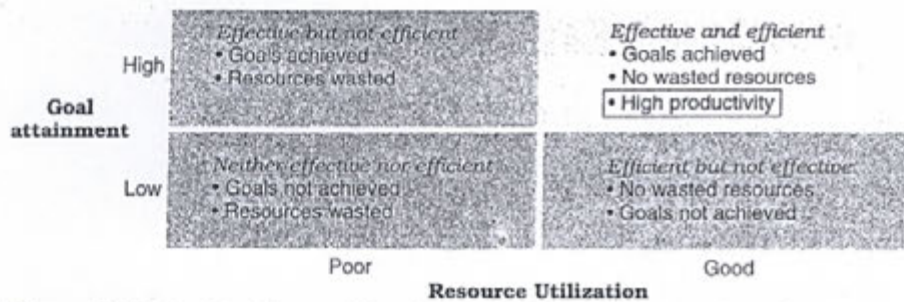 Effective but not efficient
• Goals achieved
• Resources wasted
Effective and efficient
• Goals achieved
• No wasted resources
• High productivity
High
Goal
attainment
Neither effective nor efficient
• Goals not achieved
• Resources wasted
Efficient but not effective
• No wasted resources
• Goals not achieved
Low
Poor
Good
Resource Utilization